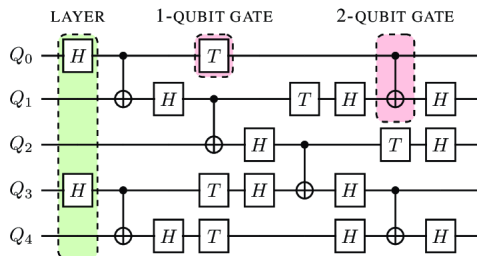 LAYER 1-QUBIT GATE 2-QUBIT GATE
Q0 H T
Q1 H T H H
Q2 H T H
Q3 H T H H
Q4 H T H H